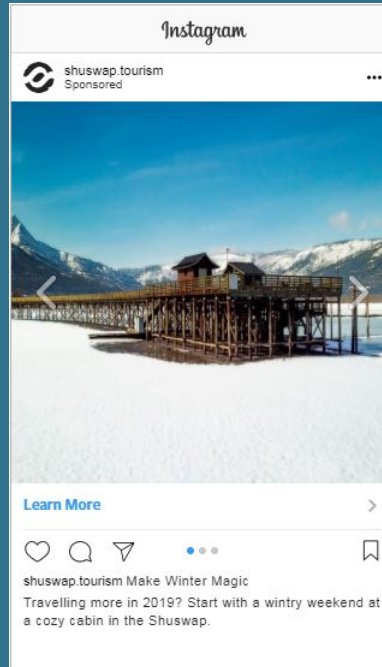 Instagram
shuswap.tourism
Sponsored
Learn More
shuswap.tourism Make Winter Magic
Travelling more in 2019? Start with a wintry weekend at
a cozy cabin in the Shuswap.